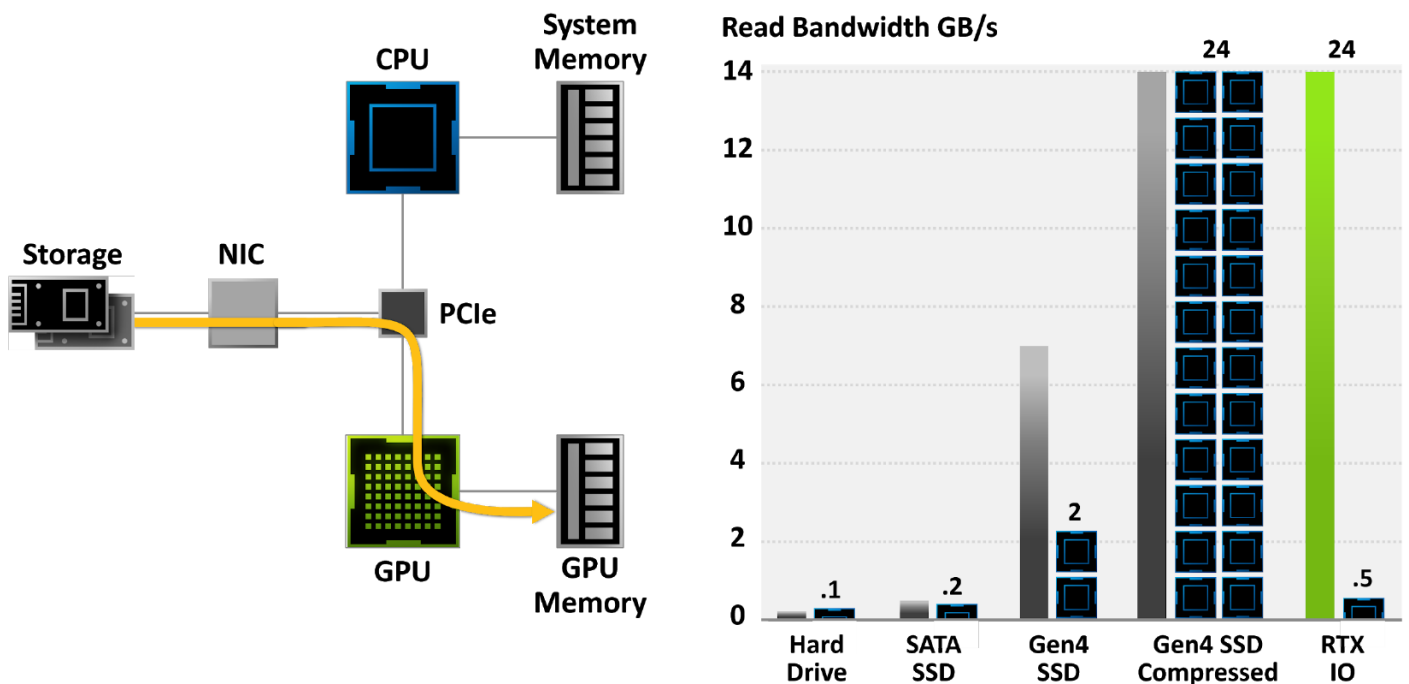 System
Memory
CPU
Storage
NIC
PCIe
GPU
GPU
Memory
Read Bandwidth GB/s
24
24
14
12
10
8
6
4
2
0
.1
.2
2
.5
Hard
Drive
SATA
SSD
Gen4
SSD
Gen4 SSD
Compressed
RTX
IO